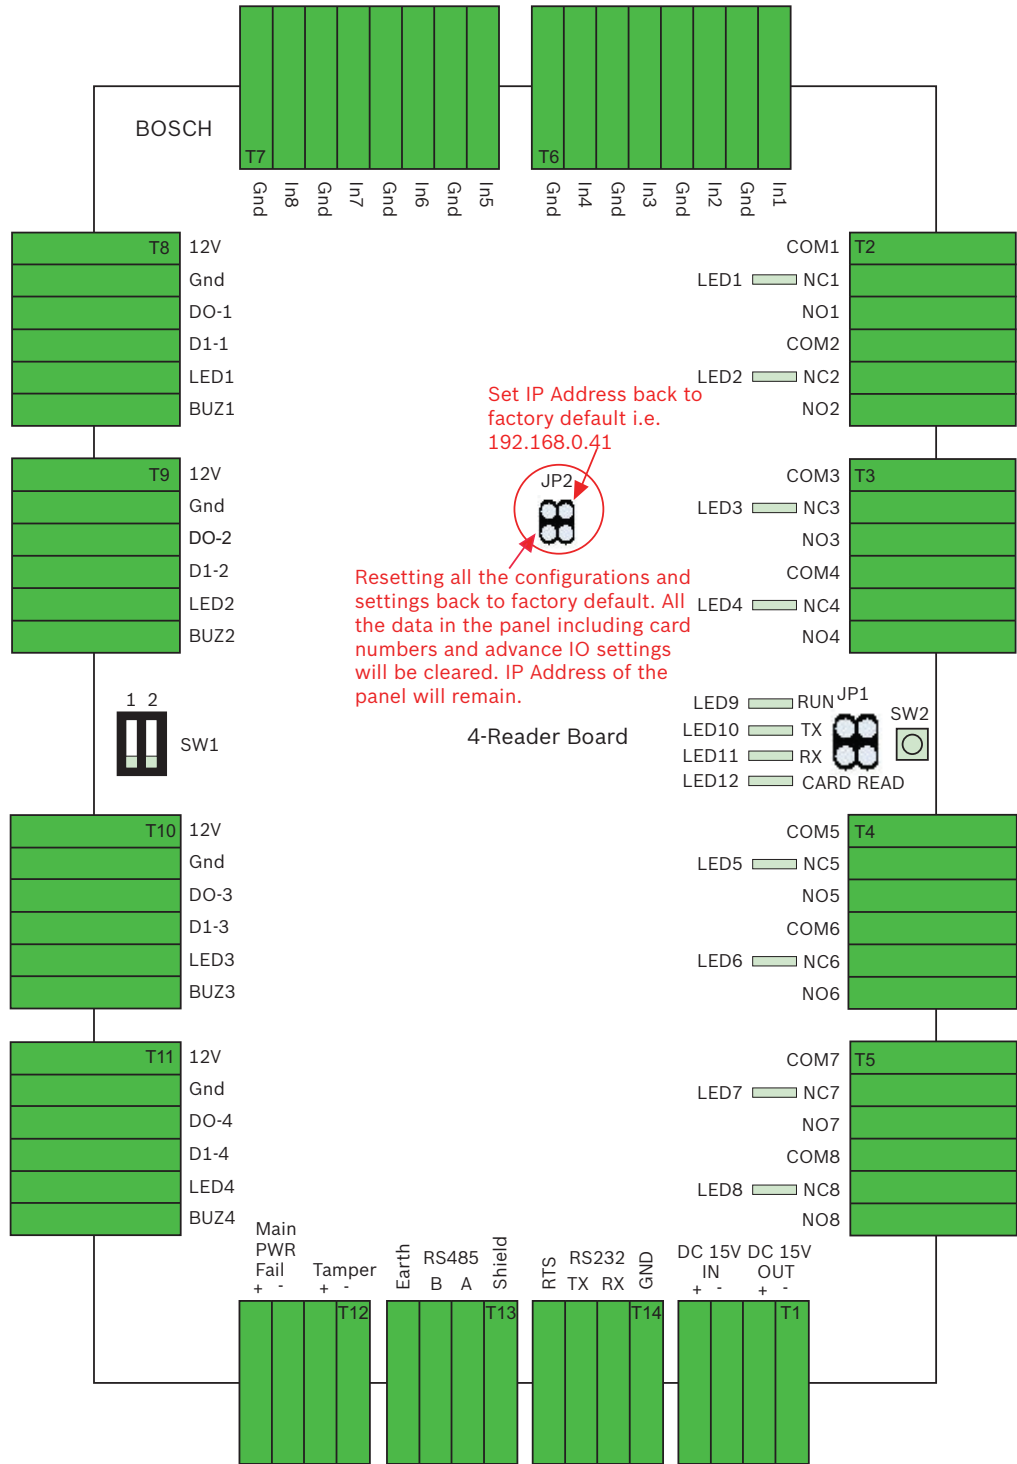 BOSCH
T7
T6
Gnd
In8
Gnd
In7
Gnd
In6
Gnd
In5
Gnd
In4
Gnd
In3
Gnd
In2
Gnd
In1
T8
12V
Gnd
DO-1
D1-1
LED1
BUZ1
COM1
T2
LED1
NC1
NO1
COM2
LED2
NC2
NO2
Set IP Address back to
factory default i.e.
192.168.0.41
JP2
T9
12V
Gnd
DO-2
D1-2
LED2
BUZ2
COM3
T3
LED3
NC3
NO3
COM4
LED4
NC4
NO4
Resetting all the configurations and
settings back to factory default. All
the data in the panel including card
numbers and advance IO settings
will be cleared. IP Address of the
panel will remain.
1 2
SW1
4-Reader Board
LED9
RUN
LED10
TX
LED11
RX
LED12
CARD READ
JP1
SW2
T10
12V
Gnd
DO-3
D1-3
LED3
BUZ3
COM5
T4
LED5
NC5
NO5
COM6
LED6
NC6
NO6
T11
12V
Gnd
DO-4
D1-4
LED4
BUZ4
COM7
T5
LED7
NC7
NO7
COM8
LED8
NC8
NO8
Main
PWR
Fail
+ -
Tamper
+ -
T12
Earth
RS485
B A
Shield
T13
RTS
RS232
TX RX
GND
T14
DC 15V
IN
+ -
DC 15V
OUT
+ -
T1